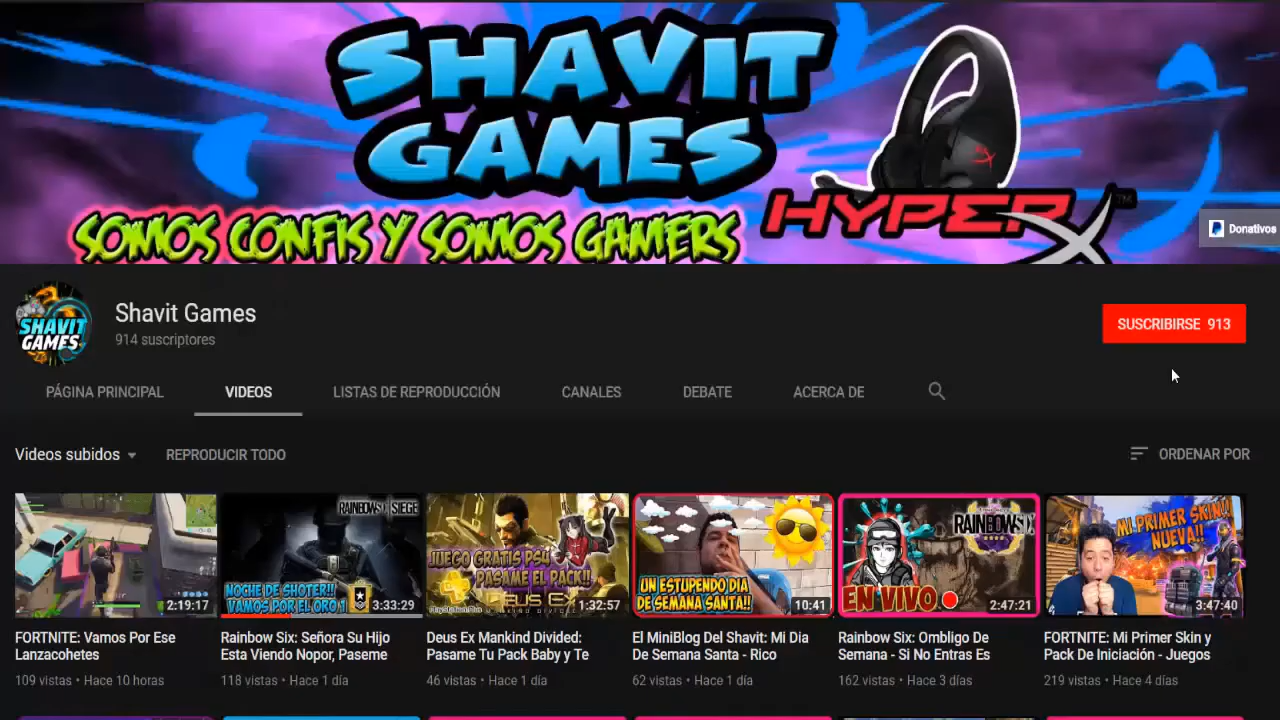 SHAVIT
GAMES
SOMOS CONFIS Y SOMOS GAMERS
HYPERX™
Donativos
SHAVIT
GAMES
Shavit Games
914 suscriptores
SUSCRIBIRSE 913
PÁGINA PRINCIPAL
VIDEOS
LISTAS DE REPRODUCCIÓN
CANALES
DEBATE
ACERCA DE
Videos subidos
REPRODUCIR TODO
ORDENAR POR
2:19:17
FORTNITE: Vamos Por Ese
Lanzacohetes
109 vistas • Hace 10 horas
RAINBOW SIX SIEGE
NOCHE DE SHOTER!!
VAMOS POR EL ORO 1
3:33:29
Rainbow Six: Señora Su Hijo
Esta Viendo Nopor, Paseme
118 vistas • Hace 1 día
JUEGO GRATIS PS4
PASAME EL PACK!!
DEUS EX
1:32:57
Deus Ex Mankind Divided:
Pasame Tu Pack Baby y Te
46 vistas • Hace 1 día
UN ESTUPENDO DIA
DE SEMANA SANTA!!
10:41
El MiniBlog Del Shavit: Mi Dia
De Semana Santa - Rico
62 vistas • Hace 1 día
EN VIVO
2:47:21
Rainbow Six: Ombligo De
Semana - Si No Entras Es
162 vistas • Hace 3 días
MI PRIMER SKIN!!
NUEVA!!
3:47:40
FORTNITE: Mi Primer Skin y
Pack De Iniciación - Juegos
219 vistas • Hace 4 días